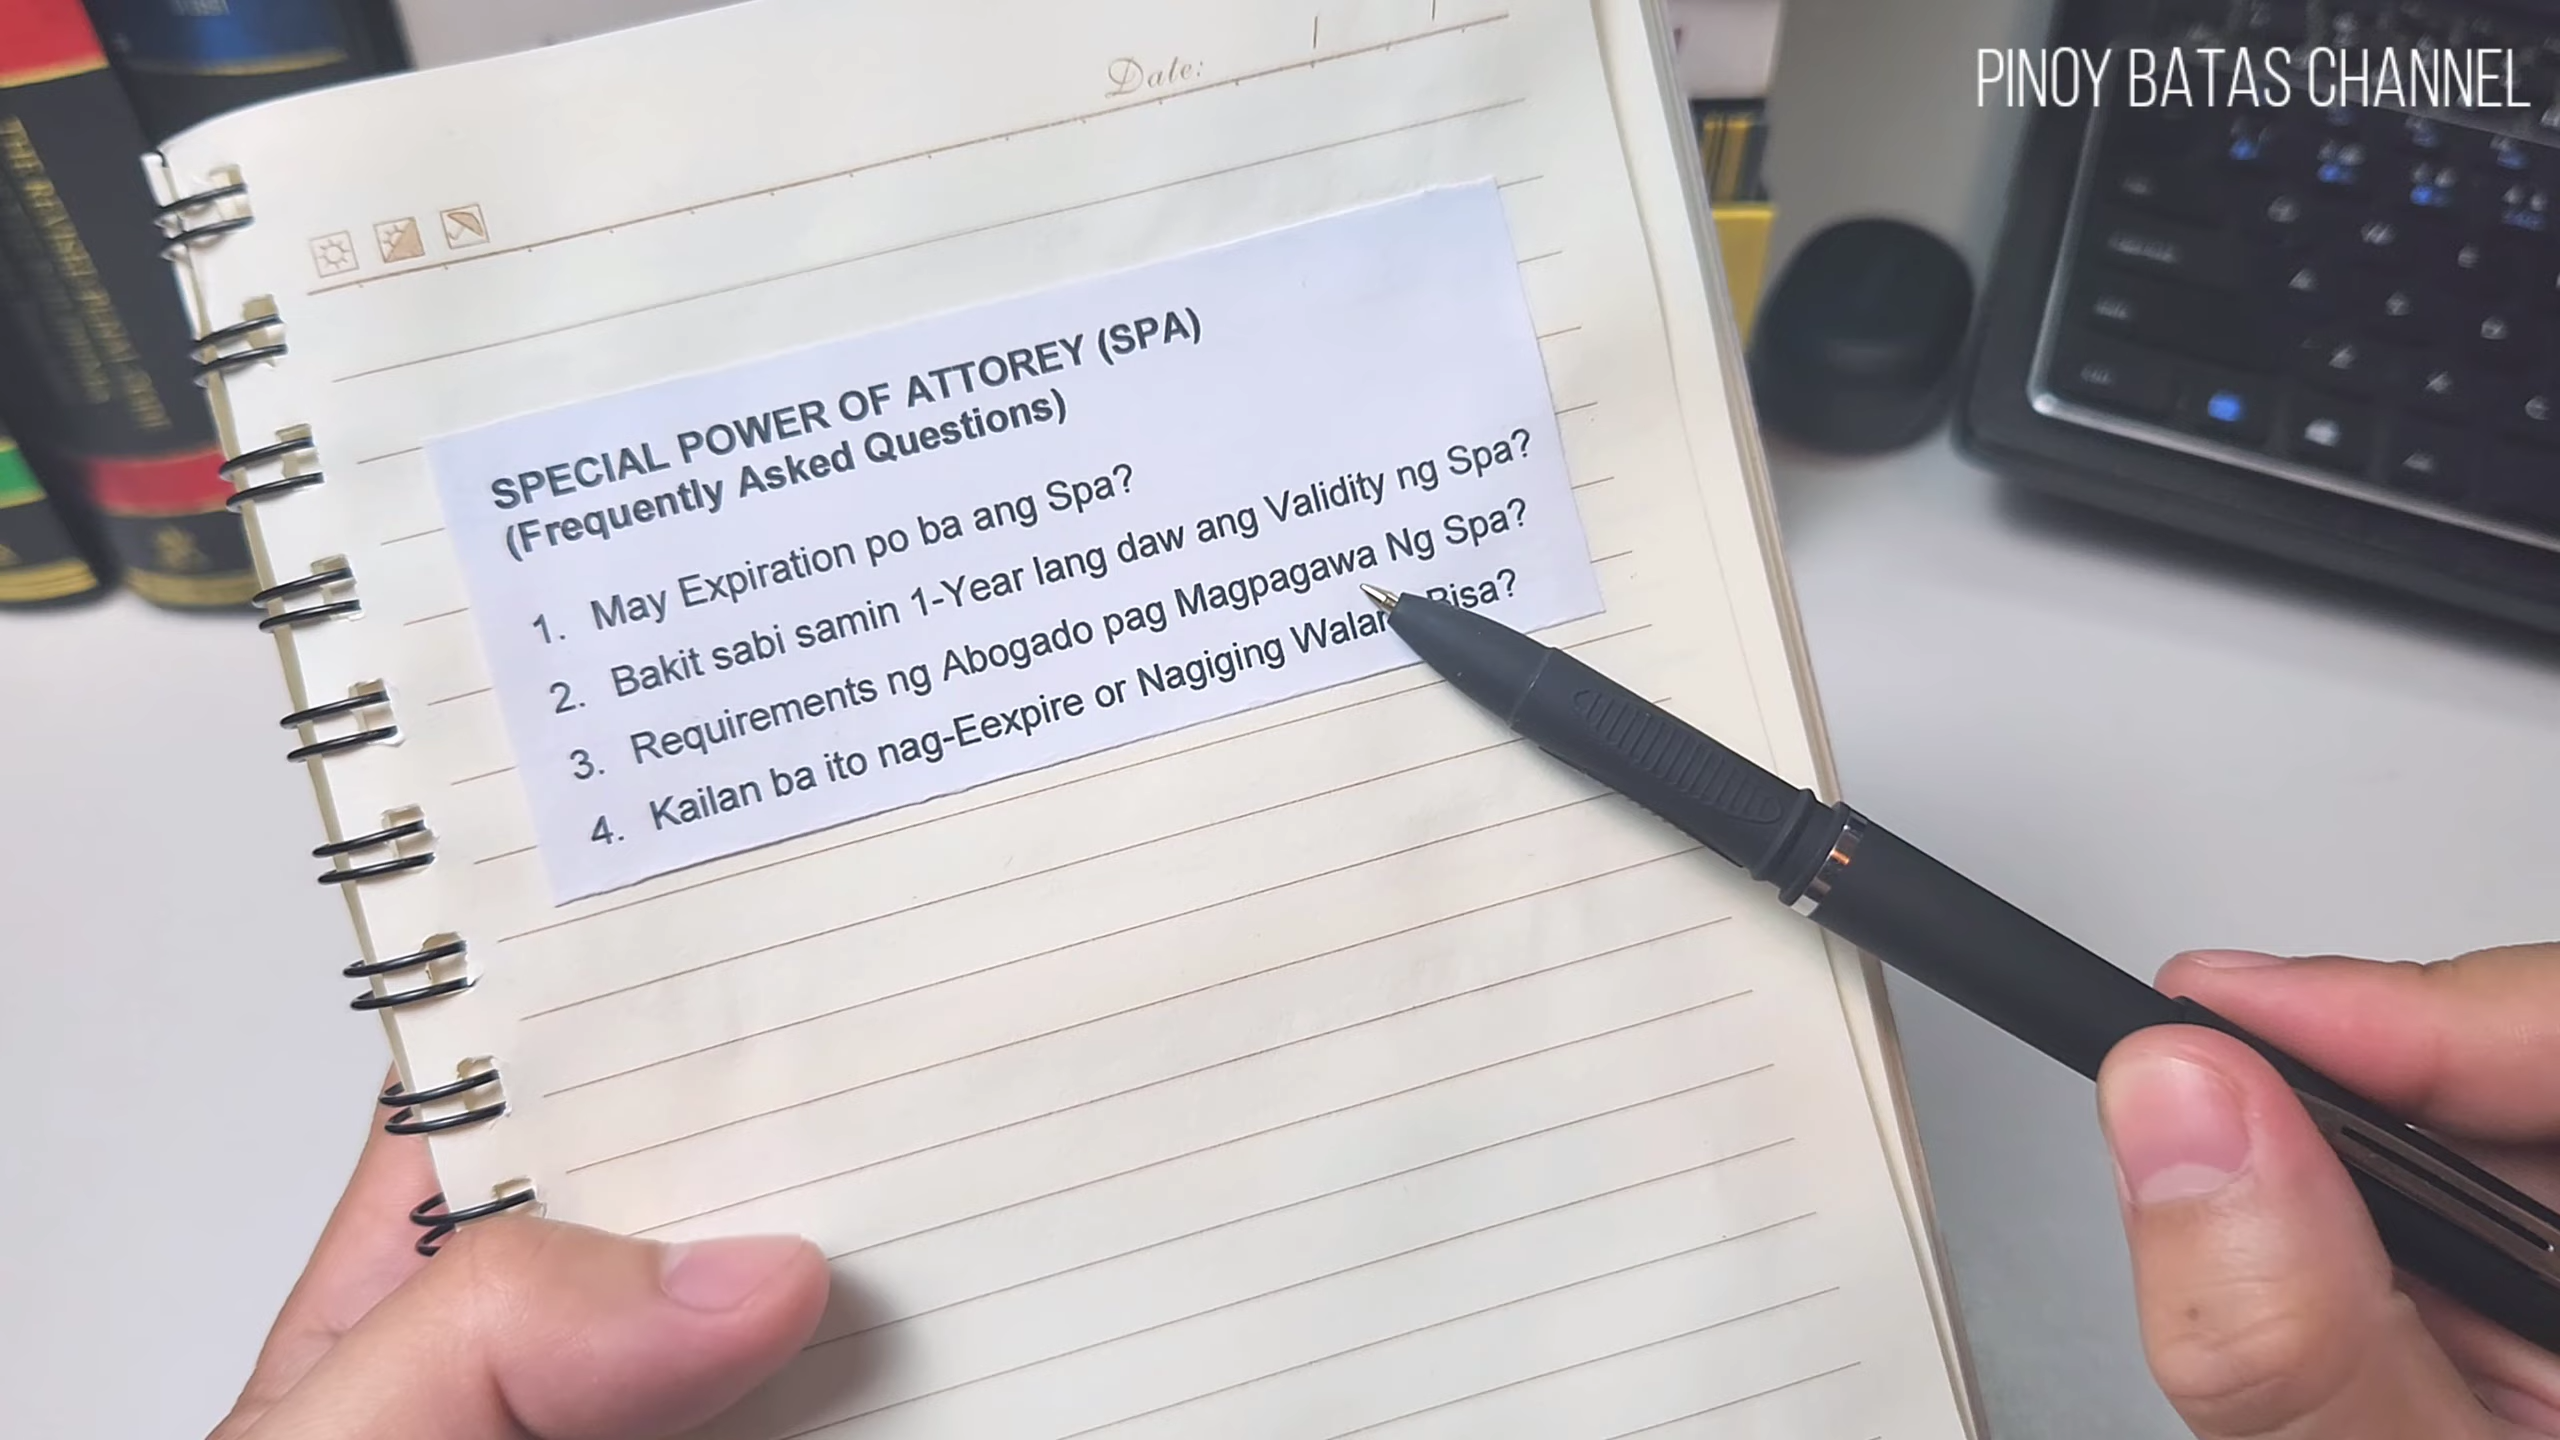 PINOY BATAS CHANNEL
Date:
SPECIAL POWER OF ATTOREY (SPA)
(Frequently Asked Questions)
1. May Expiration po ba ang Spa?
2. Bakit sabi samin 1-Year lang daw ang Validity ng Spa?
3. Requirements ng Abogado pag Magpagawa Ng Spa?
4. Kailan ba ito nag-Eexpire or Nagiging Bisa?